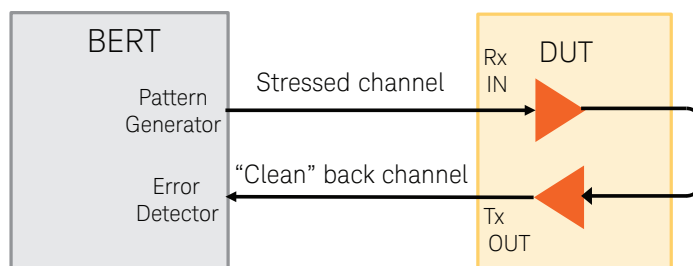 BERT
Pattern
Generator
Error
Detector
Stressed channel
“Clean” back channel
DUT
Rx
IN
Tx
OUT